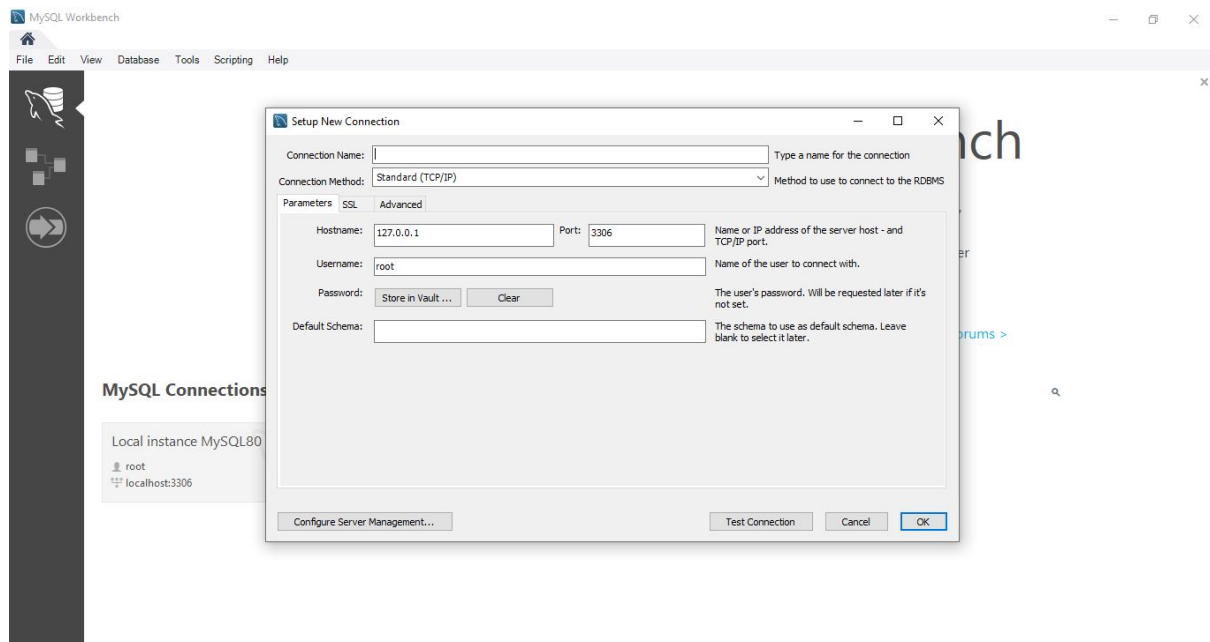 MySQL Workbench
File Edit View Database Tools Scripting Help
Setup New Connection
ch
Connection Name: Type a name for the connection
Connection Method: Standard (TCP/IP) Method to use to connect to the RDBMS
Parameters SSL Advanced
Hostname: 127.0.0.1 Port: 3306 Name or IP address of the server host - and
TCP/IP port.
er
Username: root Name of the user to connect with.
Password: Store in Vault ... Clear The user's password. Will be requested later if it's
not set.
Default Schema: The schema to use as default schema. Leave
blank to select it later.
orums >
MySQL Connections
Local instance MySQL80
root
localhost:3306
Configure Server Management... Test Connection Cancel OK